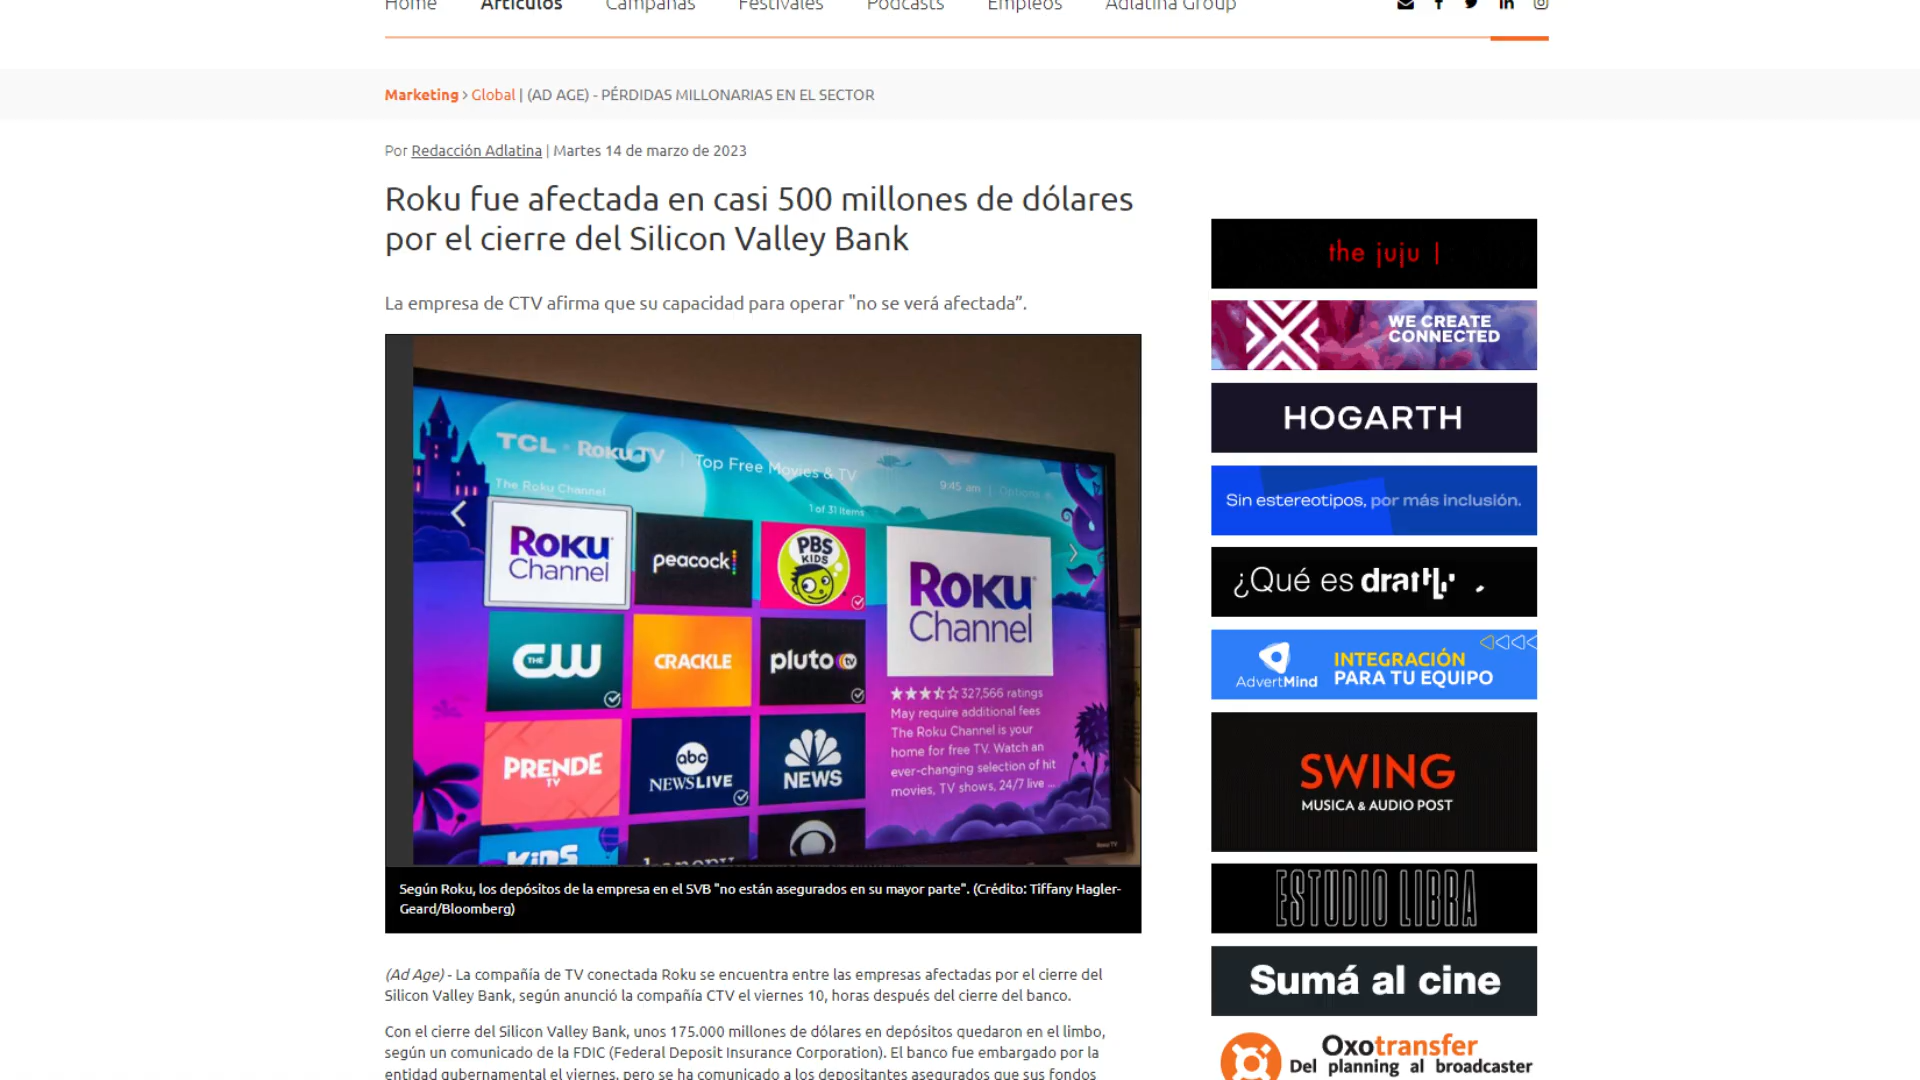 Home Artículos Campañas Festivales Podcasts Empleos Adlatina Group
Marketing > Global | (AD AGE) - PÉRDIDAS MILLONARIAS EN EL SECTOR
Por Redacción Adlatina | Martes 14 de marzo de 2023
Roku fue afectada en casi 500 millones de dólares
por el cierre del Silicon Valley Bank
La empresa de CTV afirma que su capacidad para operar "no se verá afectada”.
TCL · Roku TV | Top Free Movies & TV
The Roku Channel
9:45 am | Options
1 of 31 Items
Roku
Channel
peacock
PBS
KIDS
Roku
Channel
THE CW
CRACKLE
pluto tv
327,566 ratings
May require additional fees
The Roku Channel is your
home for free TV. Watch an
ever-changing selection of hit
movies, TV shows, 24/7 live ...
PRENDE
TV
abc
NEWS LIVE
NEWS
KIDS
Roku TV
Según Roku, los depósitos de la empresa en el SVB "no están asegurados en su mayor parte". (Crédito: Tiffany Hagler-
Geard/Bloomberg)
(Ad Age) - La compañía de TV conectada Roku se encuentra entre las empresas afectadas por el cierre del
Silicon Valley Bank, según anunció la compañía CTV el viernes 10, horas después del cierre del banco.
Con el cierre del Silicon Valley Bank, unos 175.000 millones de dólares en depósitos quedaron en el limbo,
según un comunicado de la FDIC (Federal Deposit Insurance Corporation). El banco fue embargado por la
entidad gubernamental el viernes, pero se ha comunicado a los depositantes asegurados que sus fondos
the juju |
WE CREATE
CONNECTED
HOGARTH
Sin estereotipos, por más inclusión.
¿Qué es
AdvertMind
INTEGRACIÓN
PARA TU EQUIPO
SWING
MUSICA & AUDIO POST
ESTUDIO LIBRA
Sumá al cine
Oxotransfer
Del planning al broadcaster